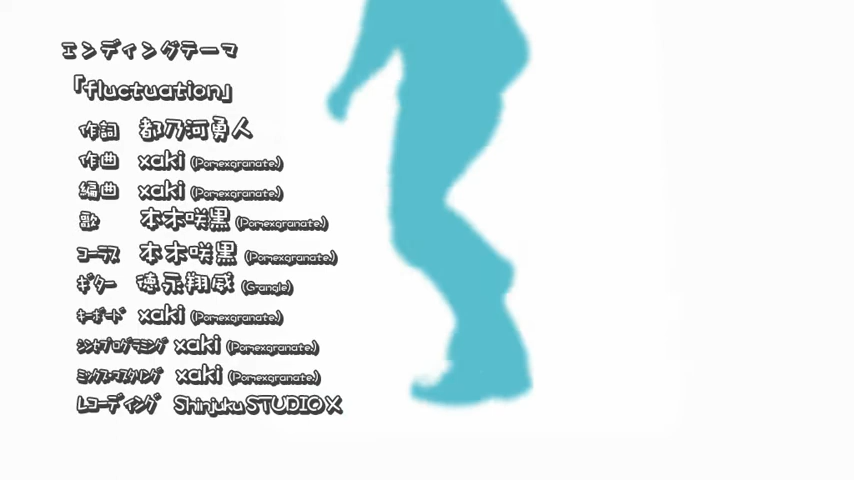 エンディングテーマ
「fluctuation」
作詞 都乃河勇人
作曲 xaki (Pomexgranate.)
編曲 xaki (Pomexgranate.)
歌 本木咲黒 (Pomexgranate.)
コーラス 本木咲黒 (Pomexgranate.)
ギター 徳永翔威 (G-angle)
キーボード xaki (Pomexgranate.)
シンセプログラミング xaki (Pomexgranate.)
ミックス・マスタリング xaki (Pomexgranate.)
レコーディング Shinjuku STUDIO X